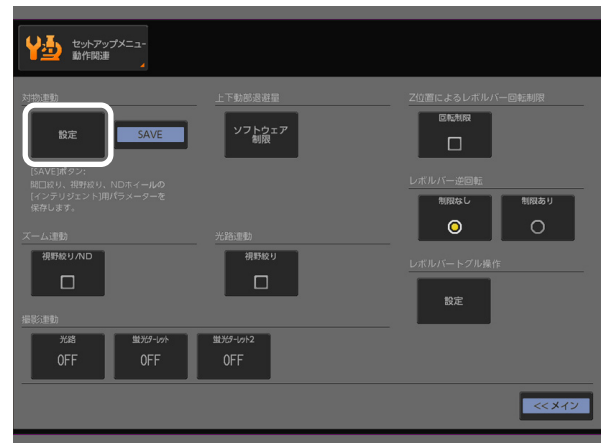 セットアップメニュー
動作関連
対物連動
設定
SAVE
[SAVE]ボタン:
開口絞り、視野絞り、NDホイールの
[インテリジェント]用パラメーターを
保存します。
上下動部退避量
ソフトウェア
制限
Z位置によるレボルバー回転制限
回転制限
レボルバー逆回転
制限なし
制限あり
ズーム連動
視野絞り/ND
光路連動
視野絞り
レボルバートグル操作
設定
撮影連動
光路
OFF
蛍光ターレット
OFF
蛍光ターレット2
OFF
<< メイン